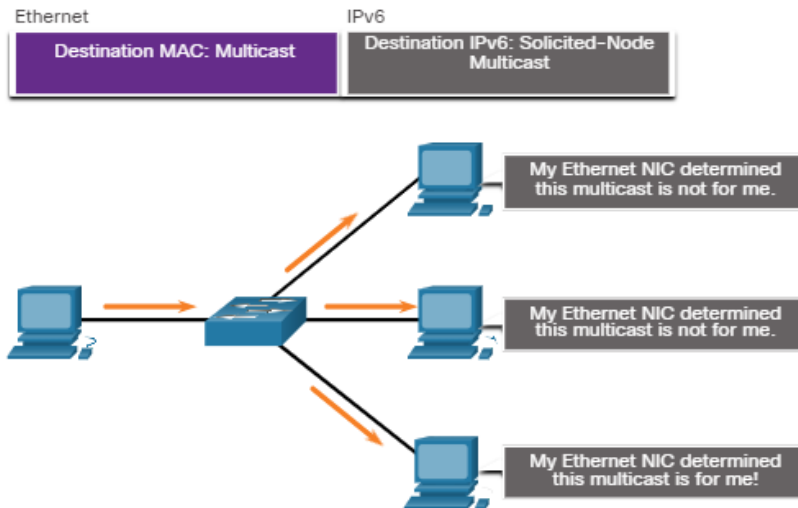 Ethernet
IPv6
Destination MAC: Multicast
Destination IPv6: Solicited-Node
Multicast
My Ethernet NIC determined
this multicast is not for me.
My Ethernet NIC determined
this multicast is not for me.
My Ethernet NIC determined
this multicast is for me!